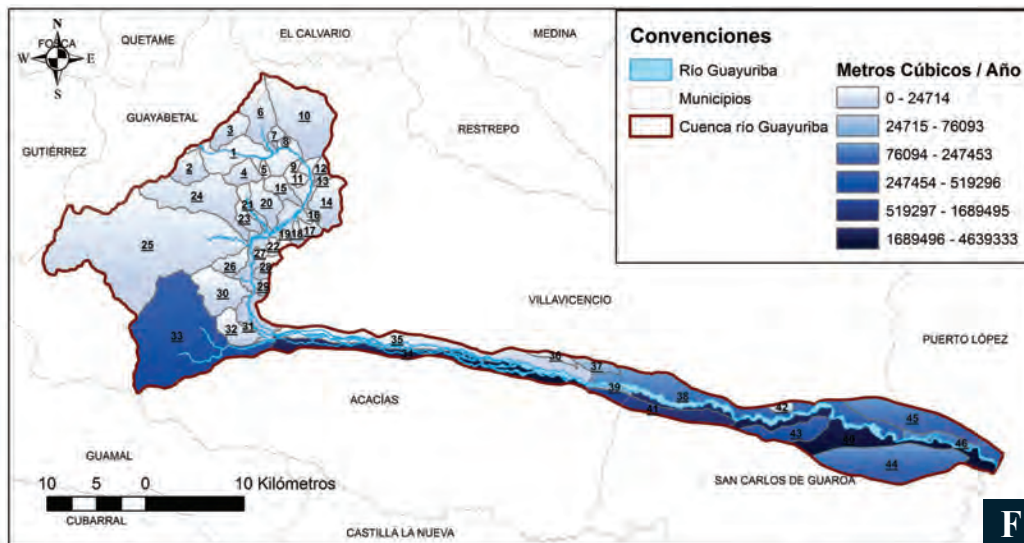 N
W E
S
FOSCA
QUETAME
EL CALVARIO
MEDINA
GUAYABETAL
RESTREPO
GUTIÉRREZ
VILLAVICENCIO
PUERTO LÓPEZ
ACACÍAS
GUAMAL
SAN CARLOS DE GUAROA
CUBARRAL
CASTILLA LA NUEVA
Convenciones
Río Guayuriba
Municipios
Cuenca río Guayuriba
Metros Cúbicos / Año
0 - 24714
24715 - 76093
76094 - 247453
247454 - 519296
519297 - 1689495
1689496 - 4639333
6
10
3
7
8
1
2
4
5
9
11
12
13
24
15
14
21
20
16
23
19
18
17
22
25
27
26
28
29
30
31
32
33
35
34
36
37
39
38
41
42
43
45
46
44
10 5 0 10 Kilómetros
F